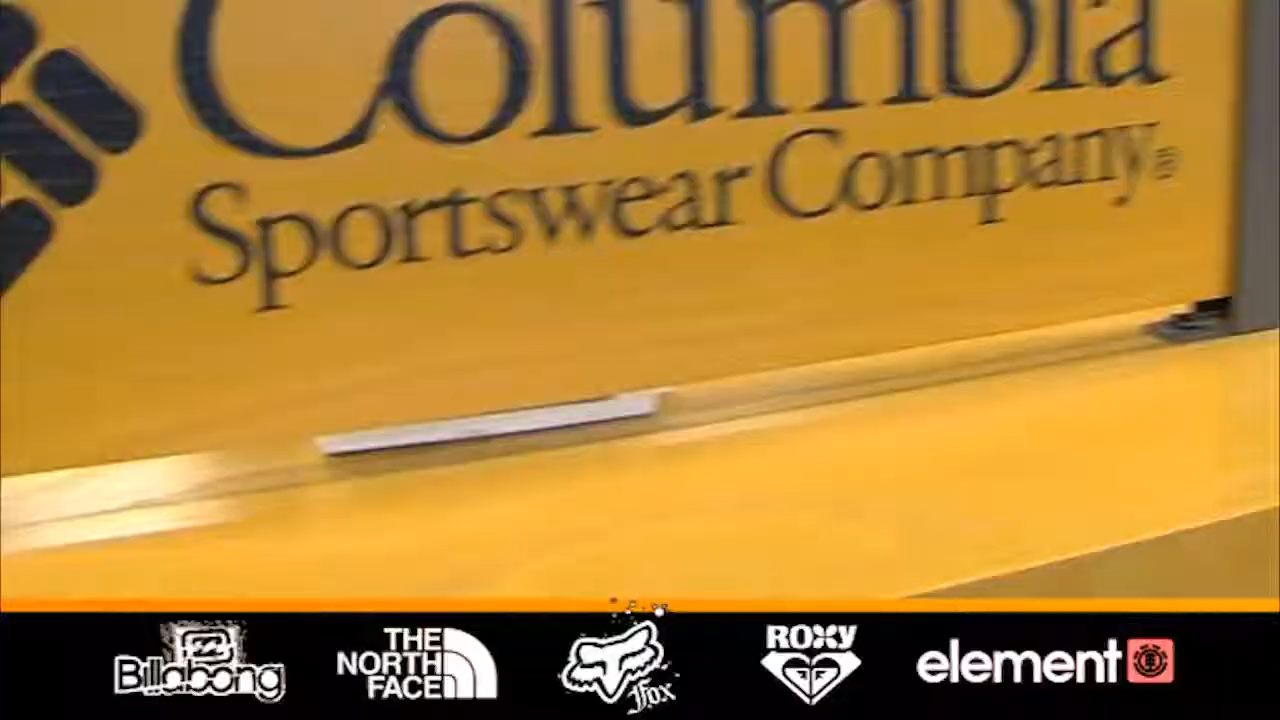 Columbia
Sportswear Company®
Billabong
THE
NORTH
FACE
Fox
ROXY
element